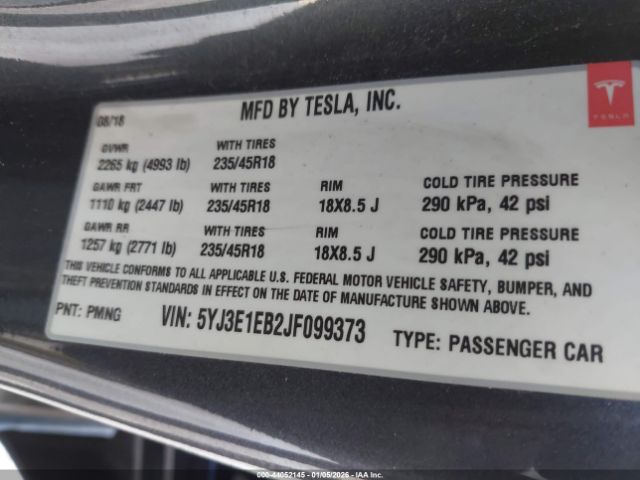 MFD BY TESLA, INC.
TESLA
08/18
GVWR WITH TIRES
2265 kg (4993 lb) 235/45R18
GAWR FRT WITH TIRES RIM COLD TIRE PRESSURE
1110 kg (2447 lb) 235/45R18 18X8.5 J 290 kPa, 42 psi
GAWR RR WITH TIRES RIM COLD TIRE PRESSURE
1257 kg (2771 lb) 235/45R18 18X8.5 J 290 kPa, 42 psi
THIS VEHICLE CONFORMS TO ALL APPLICABLE U.S. FEDERAL MOTOR VEHICLE SAFETY, BUMPER, AND
THEFT PREVENTION STANDARDS IN EFFECT ON THE DATE OF MANUFACTURE SHOWN ABOVE.
PNT: PMNG VIN: 5YJ3E1EB2JF099373 TYPE: PASSENGER CAR
000-44052145 - 01/05/2026 - IAA Inc.